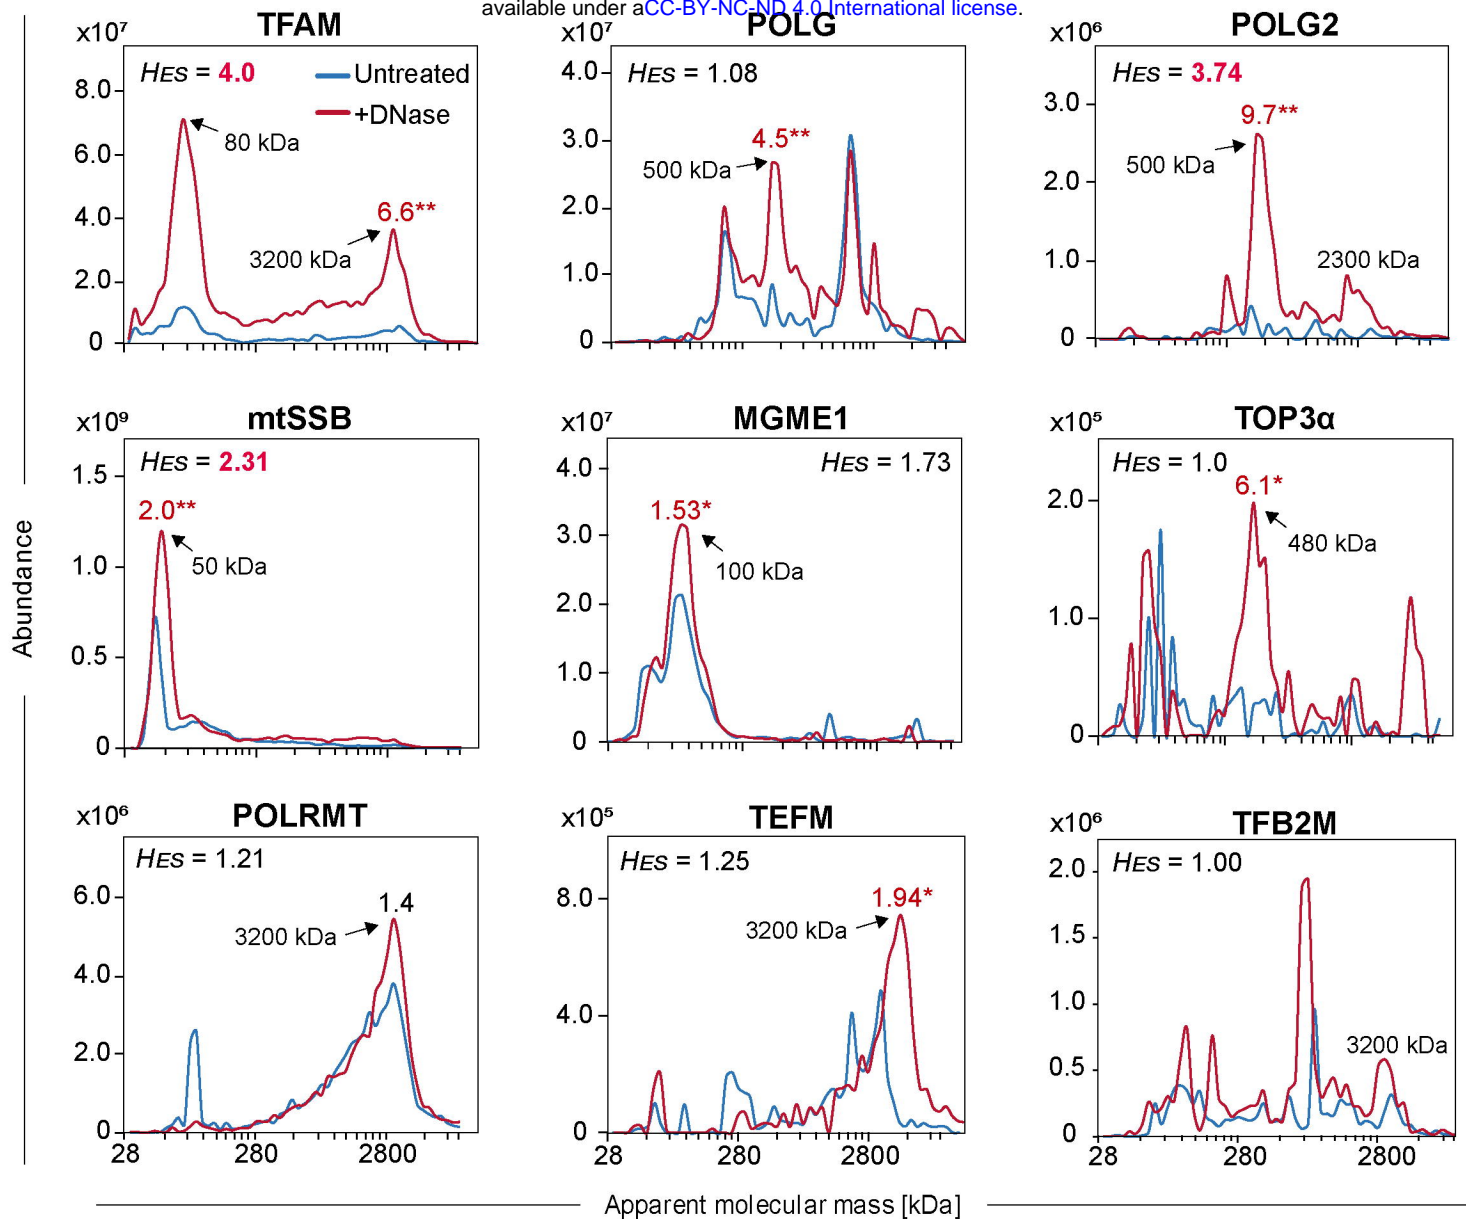 available under aCC-BY-NC-ND 4.0 International license.
TFAM
x10⁷
HES = 4.0
Untreated
+DNase
80 kDa
6.6**
3200 kDa
8.0
6.0
4.0
2.0
0
POLG
x10⁷
HES = 1.08
4.5**
500 kDa
4.0
3.0
2.0
1.0
0
POLG2
x10⁶
HES = 3.74
9.7**
500 kDa
2300 kDa
3.0
2.0
1.0
0
mtSSB
x10⁹
HES = 2.31
2.0**
50 kDa
1.5
1.0
0.5
0
MGME1
x10⁷
HES = 1.73
1.53*
100 kDa
4.0
3.0
2.0
1.0
0
TOP3α
x10⁵
HES = 1.0
6.1*
480 kDa
2.0
1.0
0
POLRMT
x10⁶
HES = 1.21
1.4
3200 kDa
6.0
4.0
2.0
0
28
280
2800
TEFM
x10⁵
HES = 1.25
1.94*
3200 kDa
8.0
4.0
0
28
280
2800
TFB2M
x10⁶
HES = 1.00
3200 kDa
2.0
1.5
1.0
0.5
0
28
280
2800
Abundance
Apparent molecular mass [kDa]